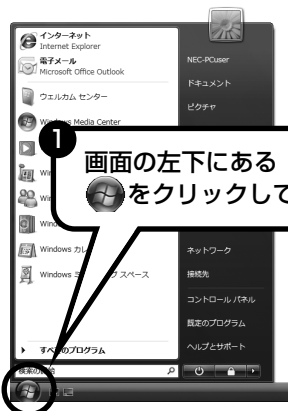 インターネット
Internet Explorer
電子メール
Microsoft Office Outlook
ウェルカム センター
Media Center
Win
Windows カレ
Windows
スペース
すべ
のプログラム
検索の
NEC-PCuser
ドキュメント
ピクチャ
ネットワーク
接続先
コントロール パネル
既定のプログラム
ヘルプとサポート
1
画面の左下にある
をクリックして